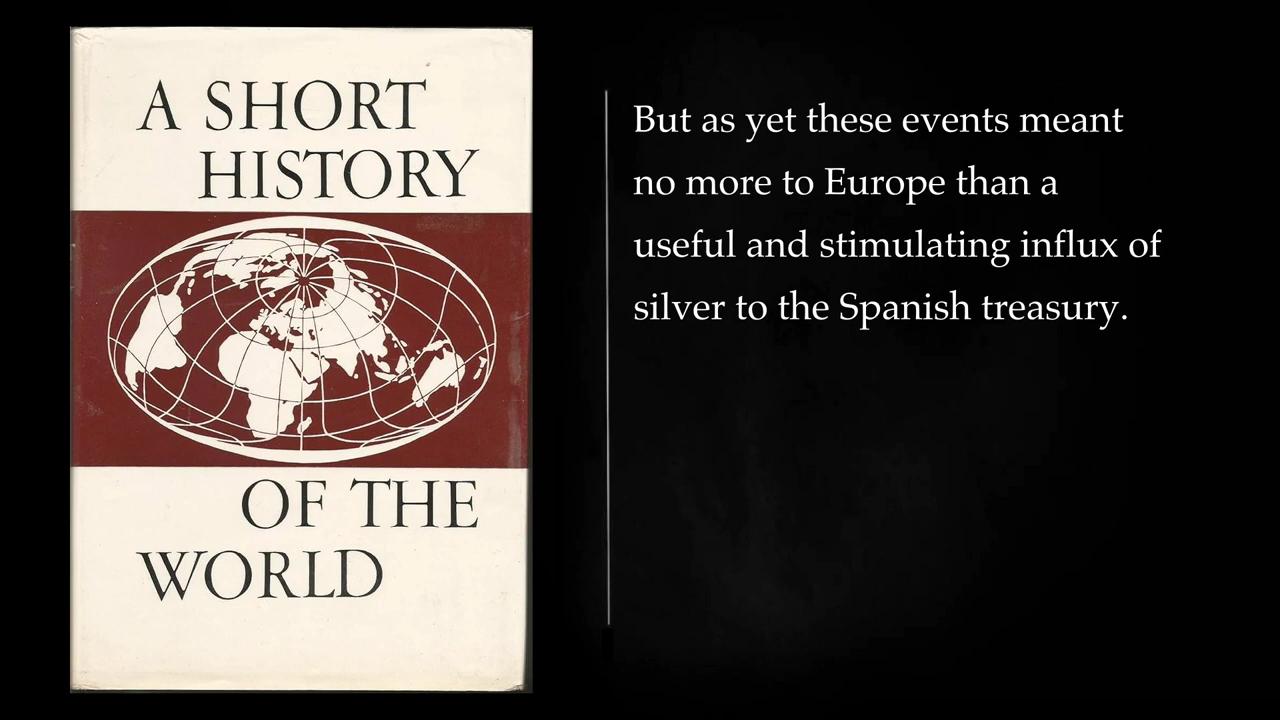 A SHORT
HISTORY
OF THE
WORLD
But as yet these events meant
no more to Europe than a
useful and stimulating influx of
silver to the Spanish treasury.